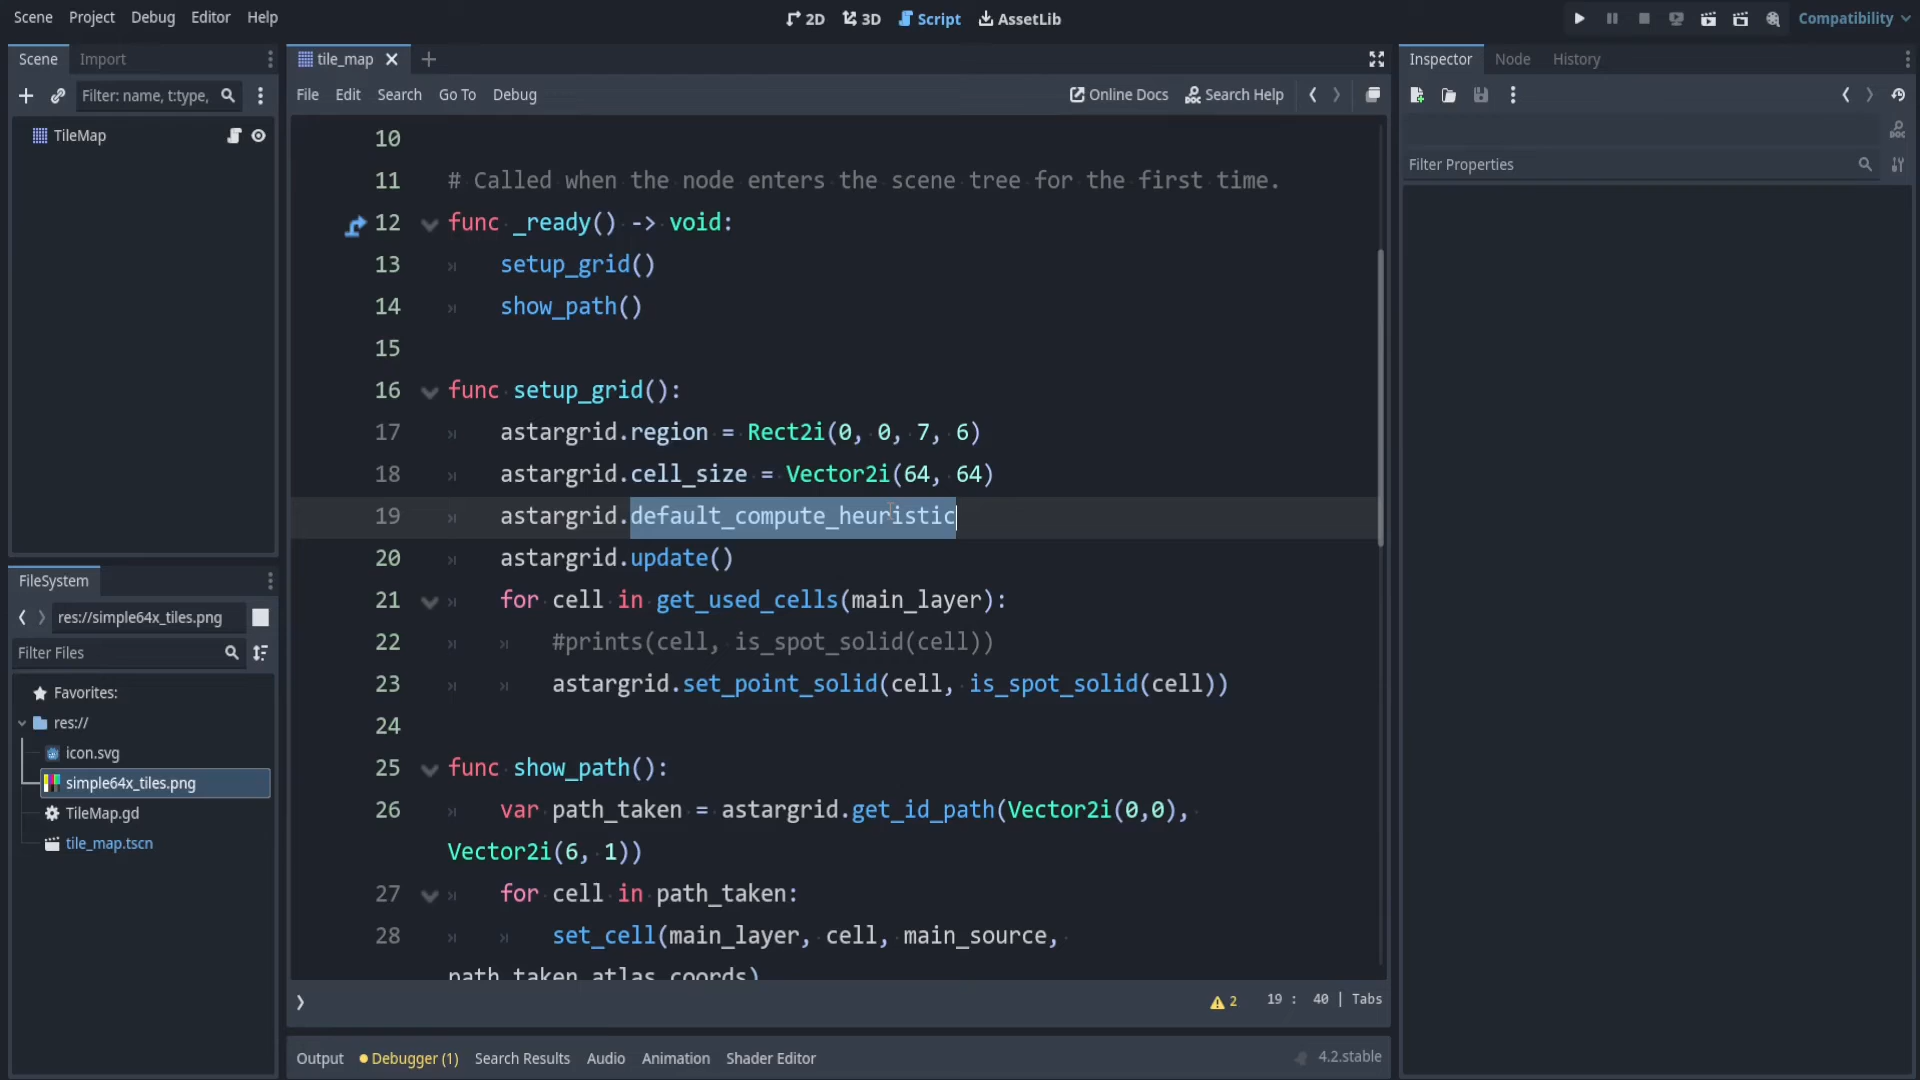 Scene Project Debug Editor Help
2D 3D Script AssetLib
Compatibility
Scene Import
Filter: name, t:type,
TileMap
FileSystem
res://simple64x_tiles.png
Filter Files
Favorites:
res://
icon.svg
simple64x_tiles.png
TileMap.gd
tile_map.tscn
tile_map
File Edit Search Go To Debug
Online Docs Search Help
10
11 # Called when the node enters the scene tree for the first time.
12 func _ready() -> void:
13 setup_grid()
14 show_path()
15
16 func setup_grid():
17 astargrid.region = Rect2i(0, 0, 7, 6)
18 astargrid.cell_size = Vector2i(64, 64)
19 astargrid.default_compute_heuristic
20 astargrid.update()
21 for cell in get_used_cells(main_layer):
22 #prints(cell, is_spot_solid(cell))
23 astargrid.set_point_solid(cell, is_spot_solid(cell))
24
25 func show_path():
26 var path_taken = astargrid.get_id_path(Vector2i(0,0),
Vector2i(6, 1))
27 for cell in path_taken:
28 set_cell(main_layer, cell, main_source,
path_taken_atlas_coords)
2 19 : 40 | Tabs
Output Debugger (1) Search Results Audio Animation Shader Editor
4.2.stable
Inspector Node History
DOC
Filter Properties